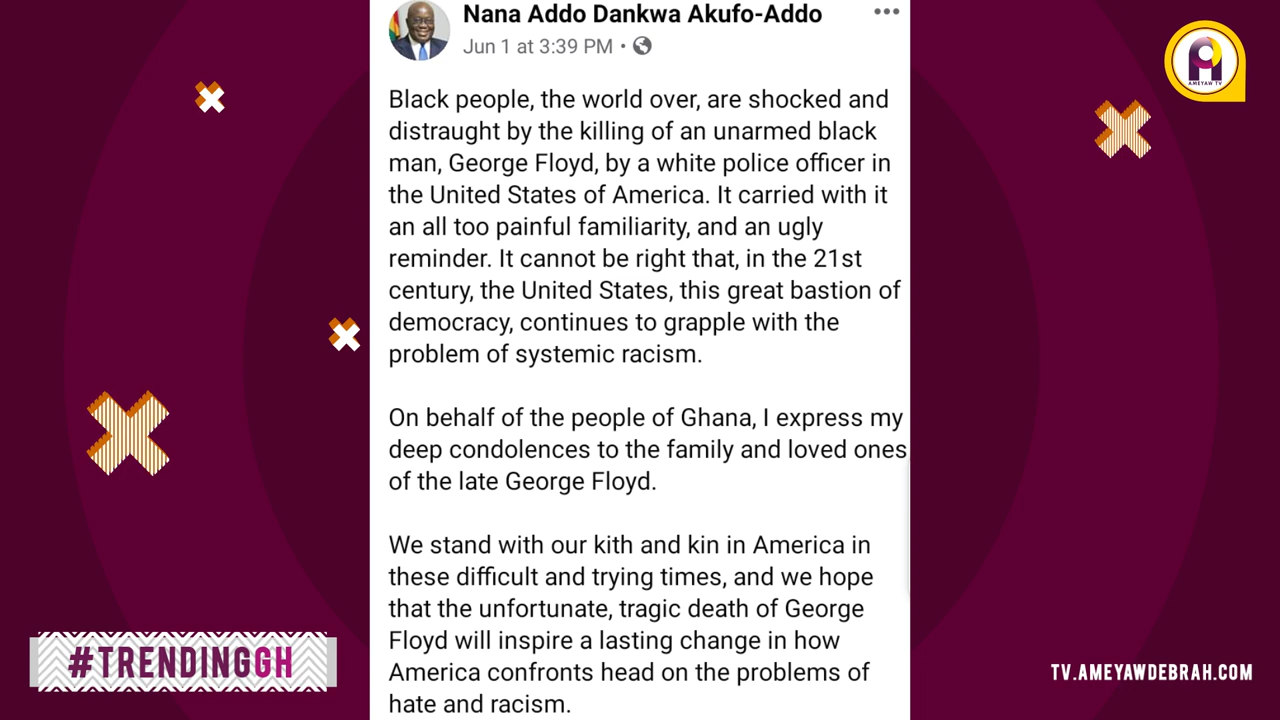 Nana Addo Dankwa Akufo-Addo
Jun 1 at 3:39 PM •
Black people, the world over, are shocked and
distraught by the killing of an unarmed black
man, George Floyd, by a white police officer in
the United States of America. It carried with it
an all too painful familiarity, and an ugly
reminder. It cannot be right that, in the 21st
century, the United States, this great bastion of
democracy, continues to grapple with the
problem of systemic racism.
On behalf of the people of Ghana, I express my
deep condolences to the family and loved ones
of the late George Floyd.
We stand with our kith and kin in America in
these difficult and trying times, and we hope
that the unfortunate, tragic death of George
Floyd will inspire a lasting change in how
America confronts head on the problems of
hate and racism.
AMEYAW TV
#TRENDINGGH
TV.AMEYAWDEBRAH.COM